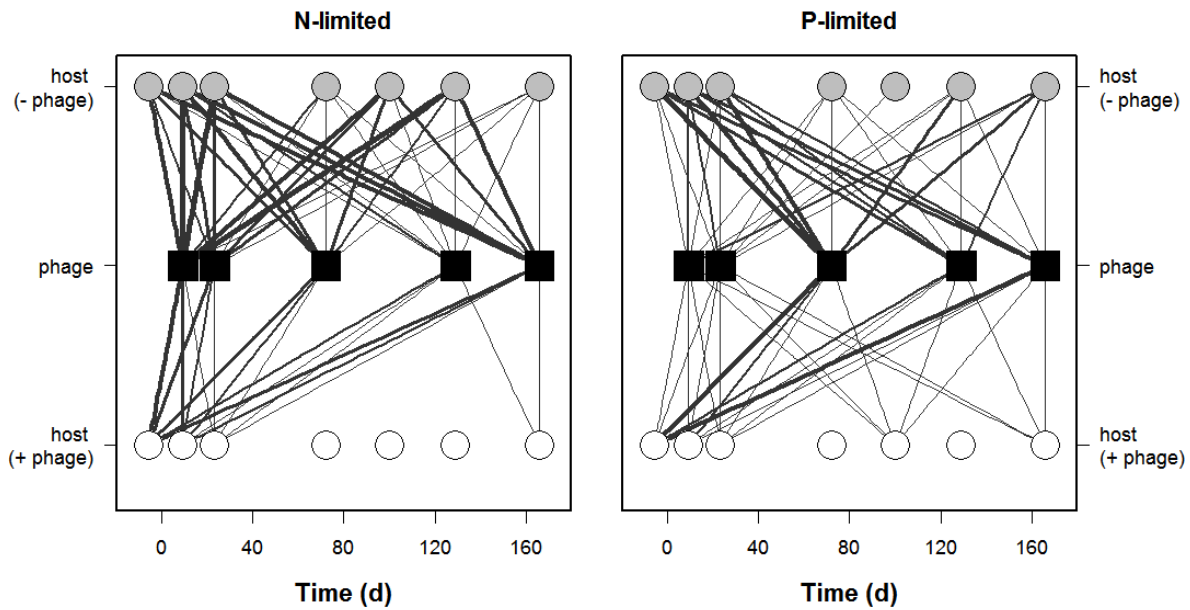 N-limited
P-limited
host
(- phage)
phage
host
(+ phage)
host
(- phage)
phage
host
(+ phage)
0 40 80 120 160
0 40 80 120 160
Time (d)
Time (d)